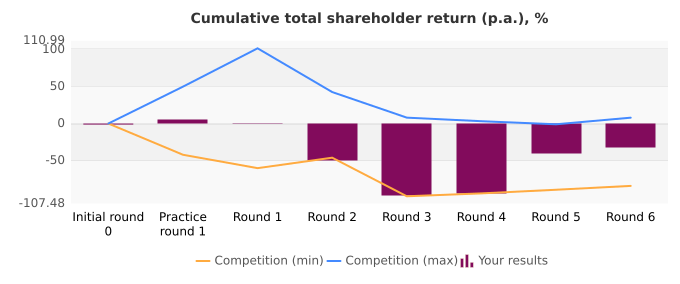 Cumulative total shareholder return (p.a.), %
110.99
100
50
0
-50
-107.48
Initial round 0
Practice round 1
Round 1
Round 2
Round 3
Round 4
Round 5
Round 6
Competition (min)
Competition (max)
Your results